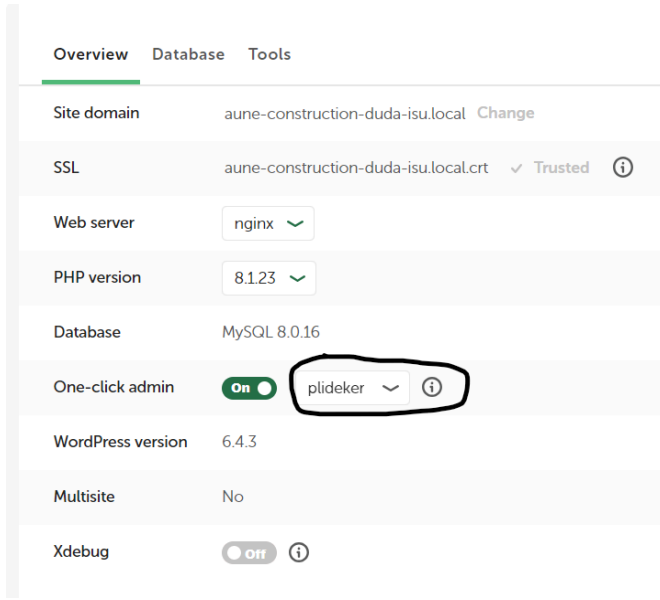 Overview Database Tools
Site domain aune-construction-duda-isu.local Change
SSL aune-construction-duda-isu.local.crt ✓ Trusted
Web server nginx
PHP version 8.1.23
Database MySQL 8.0.16
One-click admin On plideker
WordPress version 6.4.3
Multisite No
Xdebug Off